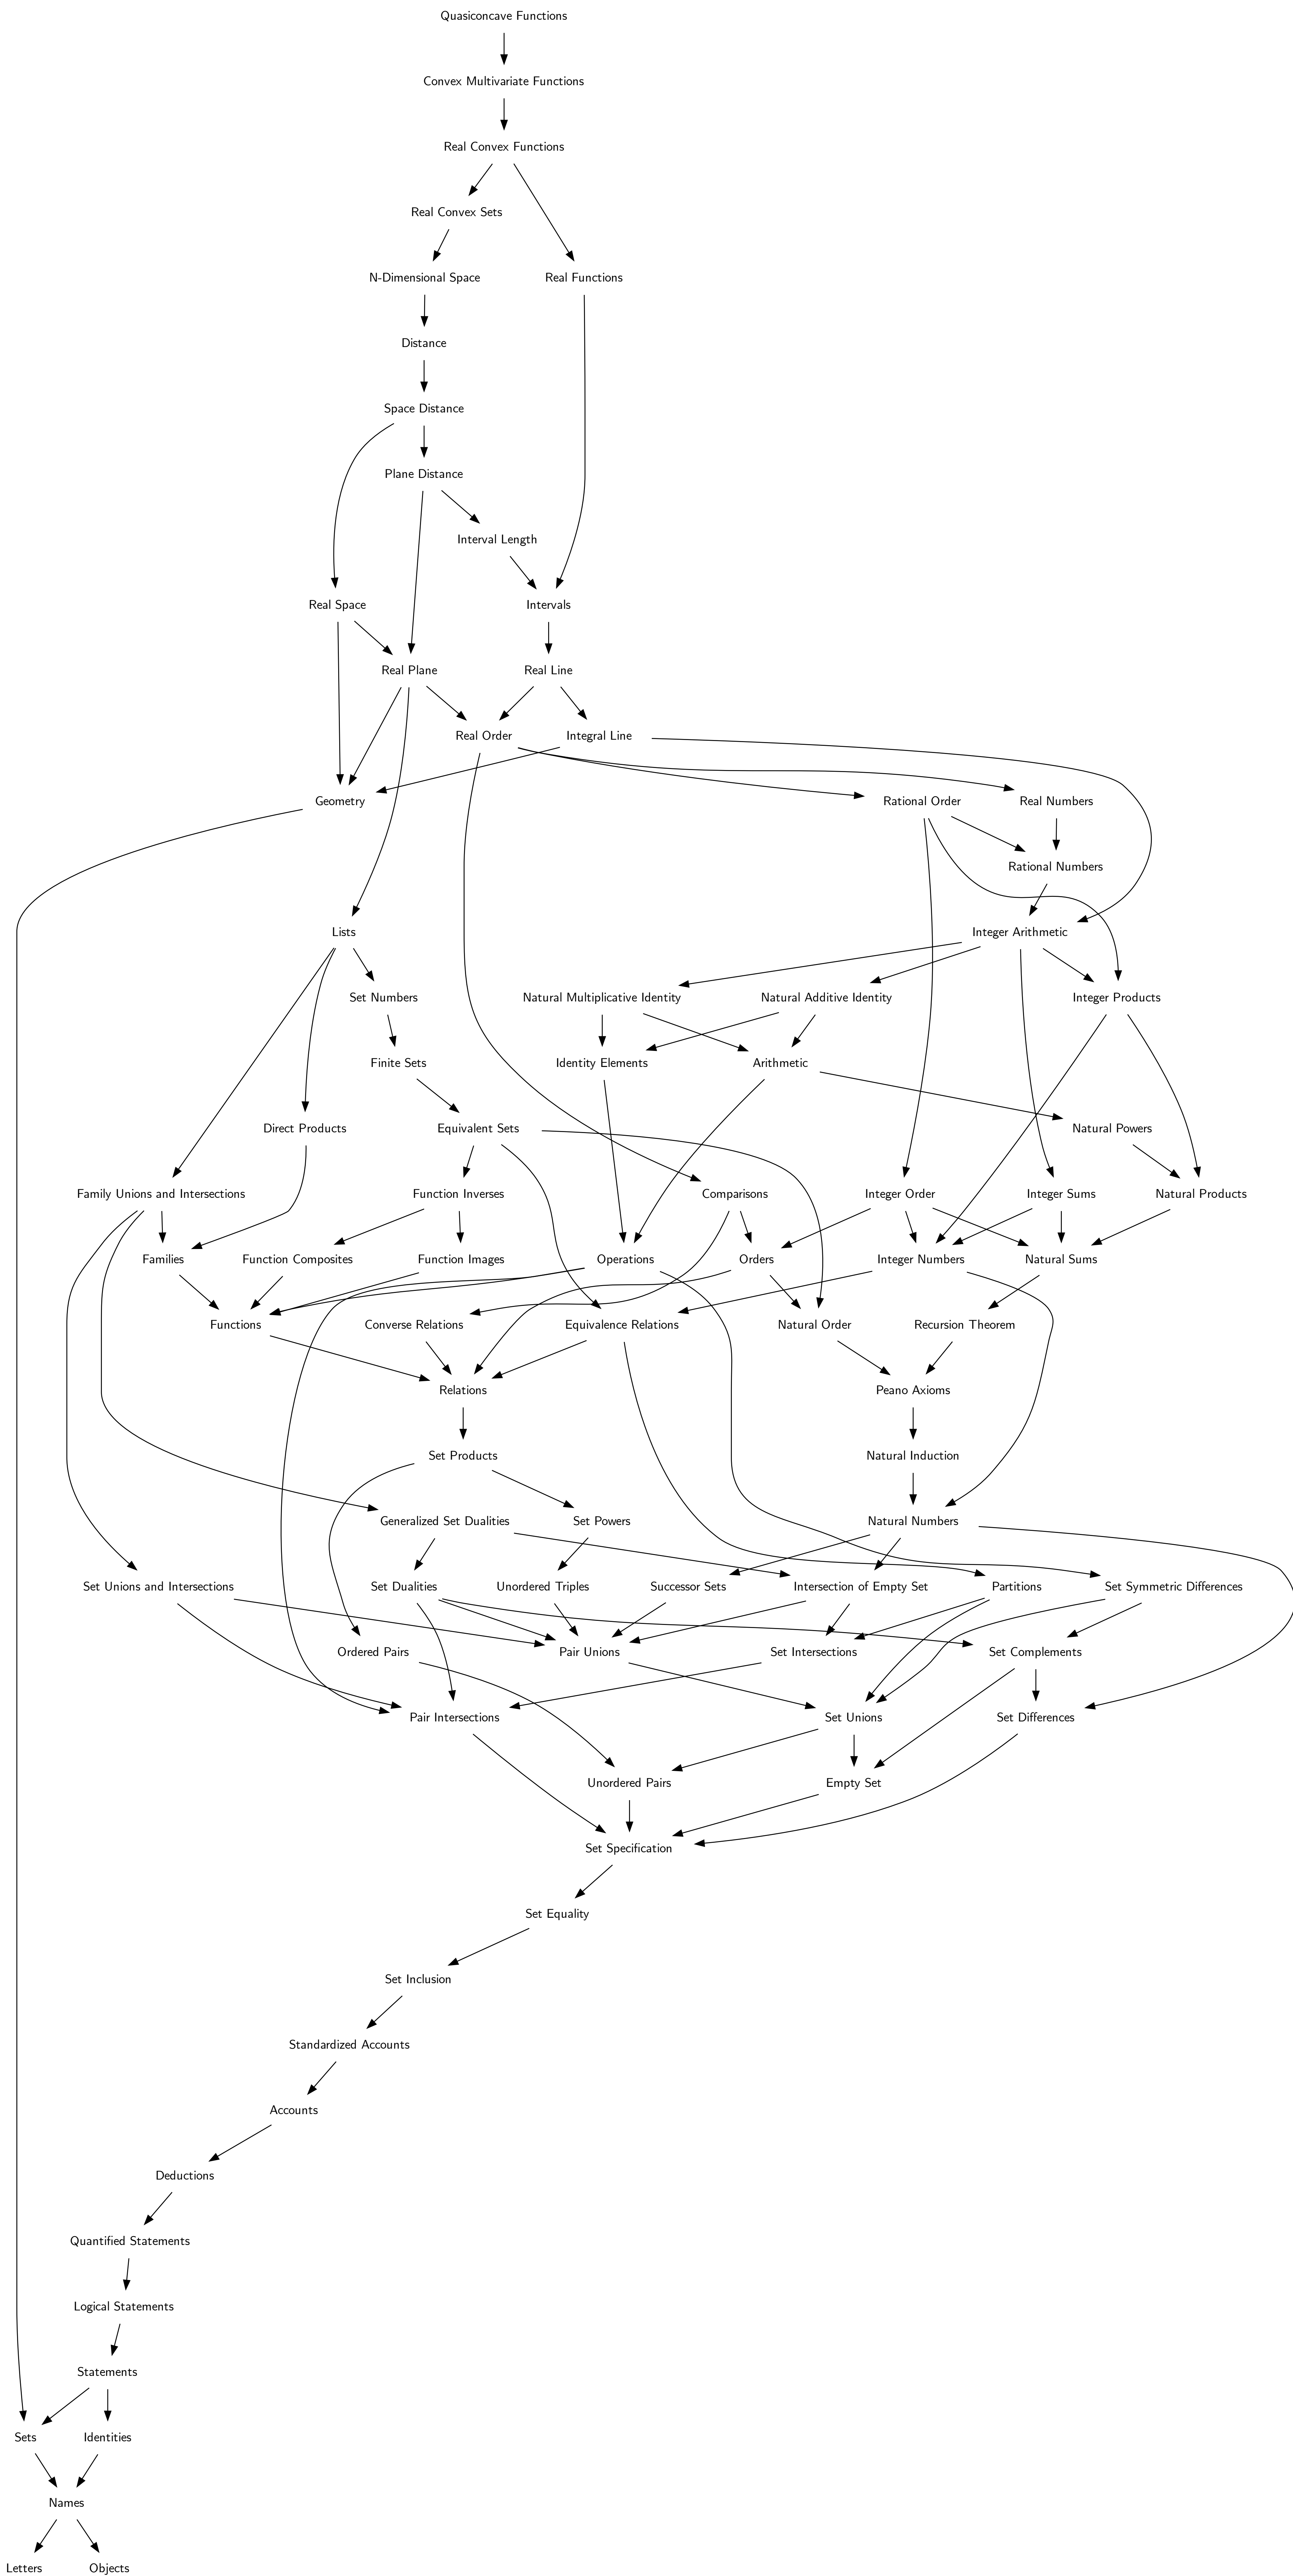 Quasiconcave Functions
Convex Multivariate Functions
Real Convex Functions
Real Convex Sets
N-Dimensional Space
Real Functions
Distance
Space Distance
Plane Distance
Interval Length
Real Space
Intervals
Real Plane
Real Line
Real Order
Integral Line
Geometry
Rational Order
Real Numbers
Rational Numbers
Lists
Integer Arithmetic
Set Numbers
Natural Multiplicative Identity
Natural Additive Identity
Integer Products
Finite Sets
Identity Elements
Arithmetic
Direct Products
Equivalent Sets
Natural Powers
Family Unions and Intersections
Function Inverses
Comparisons
Integer Order
Integer Sums
Natural Products
Families
Function Composites
Function Images
Operations
Orders
Integer Numbers
Natural Sums
Functions
Converse Relations
Equivalence Relations
Natural Order
Recursion Theorem
Relations
Peano Axioms
Set Products
Natural Induction
Generalized Set Dualities
Set Powers
Natural Numbers
Set Unions and Intersections
Set Dualities
Unordered Triples
Successor Sets
Intersection of Empty Set
Partitions
Set Symmetric Differences
Ordered Pairs
Pair Unions
Set Intersections
Set Complements
Pair Intersections
Set Unions
Set Differences
Unordered Pairs
Empty Set
Set Specification
Set Equality
Set Inclusion
Standardized Accounts
Accounts
Deductions
Quantified Statements
Logical Statements
Statements
Sets
Identities
Names
Letters
Objects